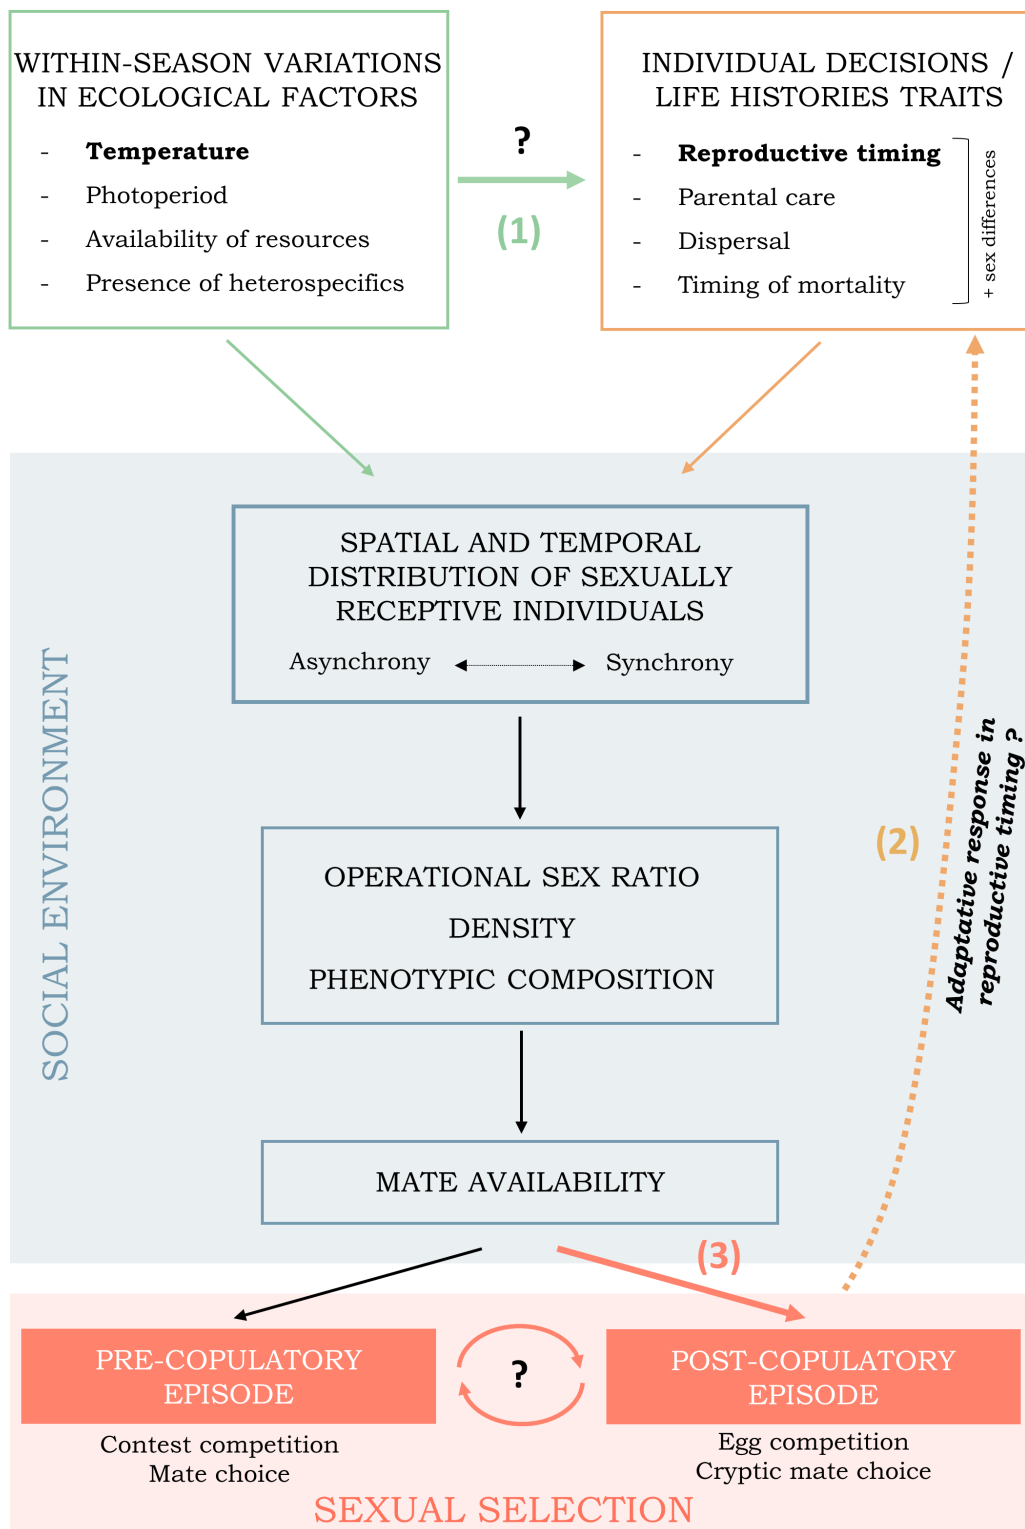 WITHIN-SEASON VARIATIONS
IN ECOLOGICAL FACTORS
- Temperature
- Photoperiod
- Availability of resources
- Presence of heterospecifics
?
(1)
INDIVIDUAL DECISIONS /
LIFE HISTORIES TRAITS
- Reproductive timing
- Parental care
- Dispersal
- Timing of mortality
+ sex differences
SOCIAL ENVIRONMENT
SPATIAL AND TEMPORAL
DISTRIBUTION OF SEXUALLY
RECEPTIVE INDIVIDUALS
Asynchrony Synchrony
OPERATIONAL SEX RATIO
DENSITY
PHENOTYPIC COMPOSITION
(2)
Adaptative response in
reproductive timing ?
MATE AVAILABILITY
(3)
PRE-COPULATORY
EPISODE
Contest competition
Mate choice
?
POST-COPULATORY
EPISODE
Egg competition
Cryptic mate choice
SEXUAL SELECTION